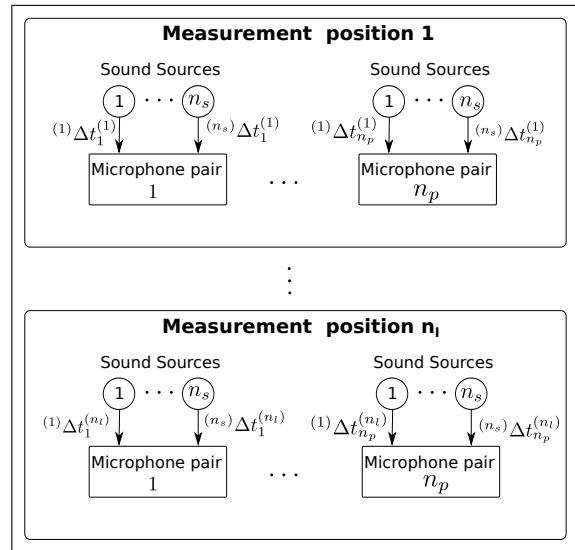 Measurement position 1
Sound Sources Sound Sources
1 ··· n_s 1 ··· n_s
^{(1)}Δt_1^{(1)} ^{(n_s)}Δt_1^{(1)} ^{(1)}Δt_{n_p}^{(1)} ^{(n_s)}Δt_{n_p}^{(1)}
Microphone pair Microphone pair
1 ··· n_p
⋮
Measurement position n_l
Sound Sources Sound Sources
1 ··· n_s 1 ··· n_s
^{(1)}Δt_1^{(n_l)} ^{(n_s)}Δt_1^{(n_l)} ^{(1)}Δt_{n_p}^{(n_l)} ^{(n_s)}Δt_{n_p}^{(n_l)}
Microphone pair Microphone pair
1 ··· n_p